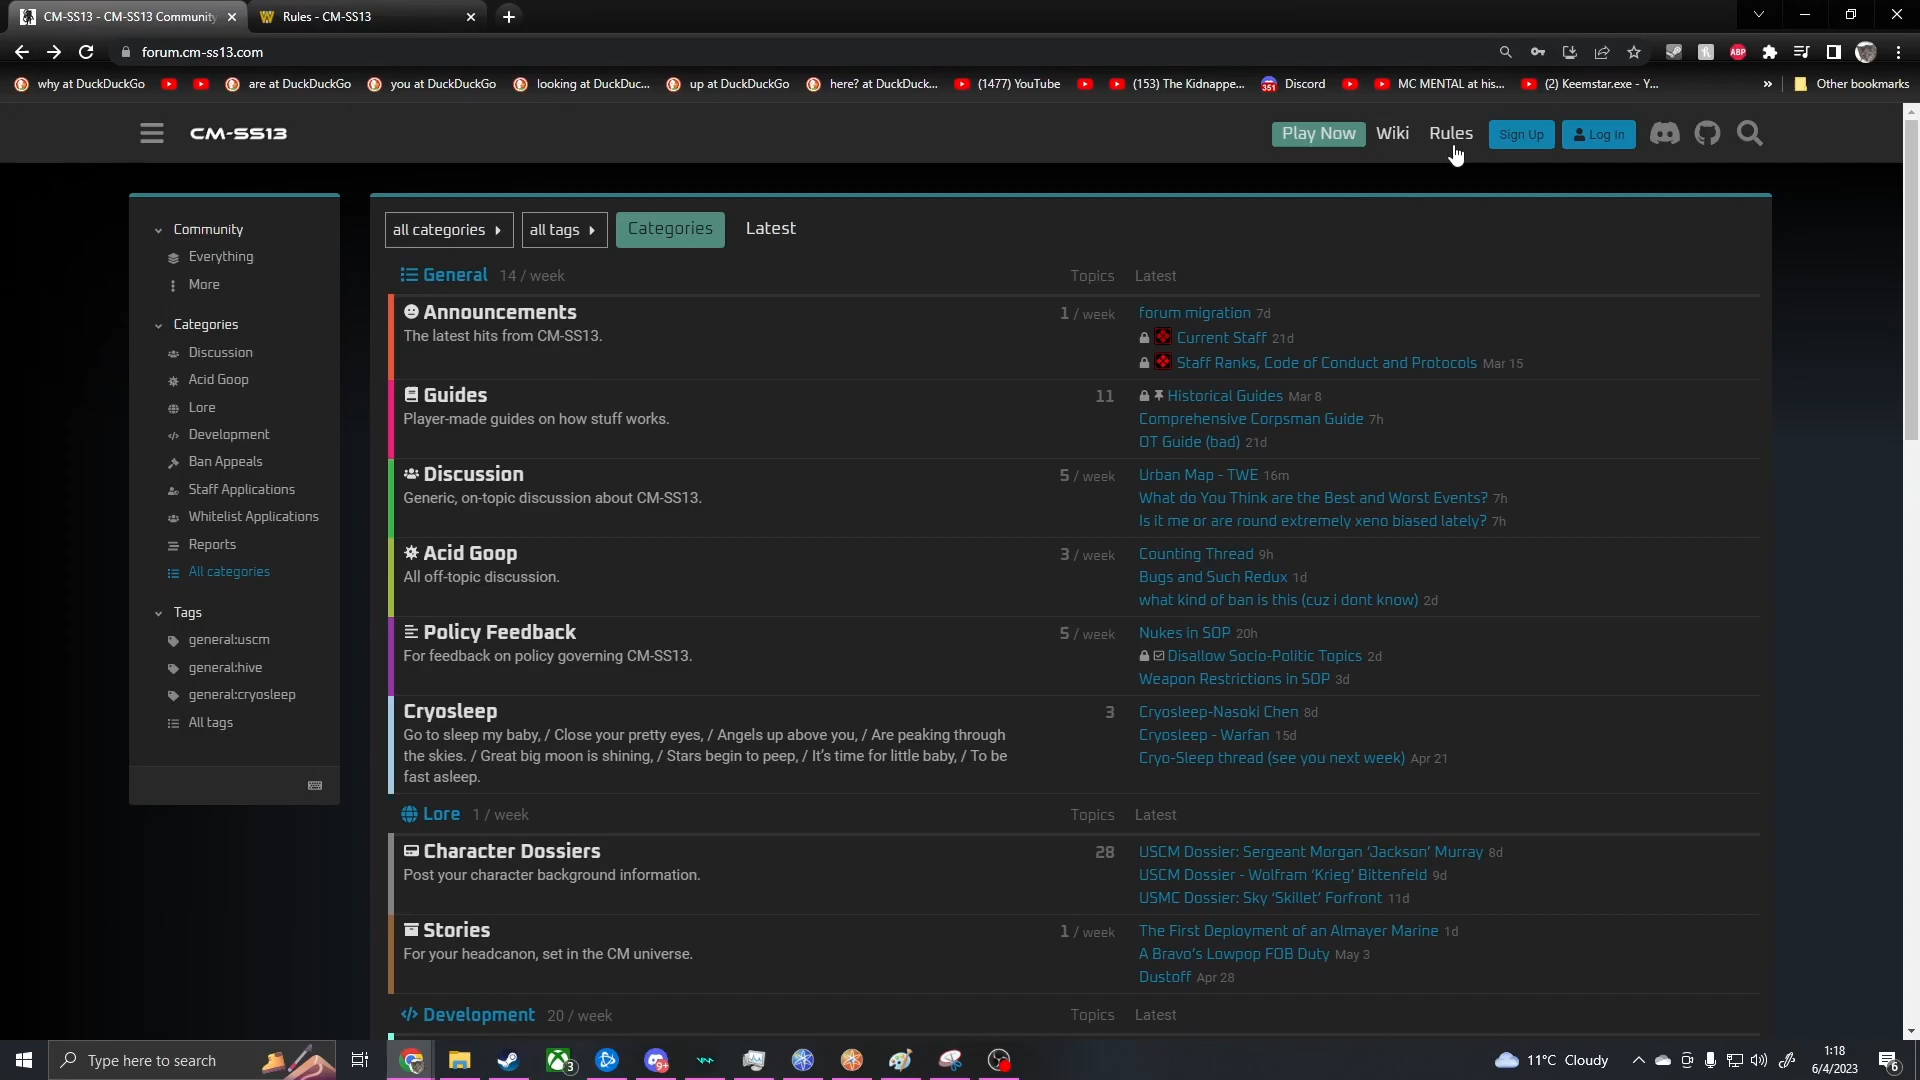 CM-SS13 - CM-SS13 Community
Rules - CM-SS13
forum.cm-ss13.com
ABP
why at DuckDuckGo
are at DuckDuckGo
you at DuckDuckGo
looking at DuckDuc...
up at DuckDuckGo
here? at DuckDuck...
(1477) YouTube
(153) The Kidnappe...
351
Discord
MC MENTAL at his...
(2) Keemstar.exe - Y...
»
Other bookmarks
CM-SS13
Play Now
Wiki
Rules
Sign Up
Log In
Community
Everything
More
Categories
Discussion
Acid Goop
Lore
Development
Ban Appeals
Staff Applications
Whitelist Applications
Reports
All categories
Tags
general:uscm
general:hive
general:cryosleep
All tags
all categories
all tags
Categories
Latest
General 14 / week Topics Latest
Announcements
The latest hits from CM-SS13.
1 / week
forum migration 7d
Current Staff 21d
Staff Ranks, Code of Conduct and Protocols Mar 15
Guides
Player-made guides on how stuff works.
11
Historical Guides Mar 8
Comprehensive Corpsman Guide 7h
OT Guide (bad) 21d
Discussion
Generic, on-topic discussion about CM-SS13.
5 / week
Urban Map - TWE 16m
What do You Think are the Best and Worst Events? 7h
Is it me or are round extremely xeno biased lately? 7h
Acid Goop
All off-topic discussion.
3 / week
Counting Thread 9h
Bugs and Such Redux 1d
what kind of ban is this (cuz i dont know) 2d
Policy Feedback
For feedback on policy governing CM-SS13.
5 / week
Nukes in SOP 20h
Disallow Socio-Politic Topics 2d
Weapon Restrictions in SOP 3d
Cryosleep
Go to sleep my baby, / Close your pretty eyes, / Angels up above you, / Are peaking through
the skies. / Great big moon is shining, / Stars begin to peep, / It's time for little baby, / To be
fast asleep.
3
Cryosleep-Nasoki Chen 8d
Cryosleep - Warfan 15d
Cryo-Sleep thread (see you next week) Apr 21
Lore 1 / week Topics Latest
Character Dossiers
Post your character background information.
28
USCM Dossier: Sergeant Morgan 'Jackson' Murray 8d
USCM Dossier - Wolfram 'Krieg' Bittenfeld 9d
USMC Dossier: Sky 'Skillet' Forfront 11d
Stories
For your headcanon, set in the CM universe.
1 / week
The First Deployment of an Almayer Marine 1d
A Bravo's Lowpop FOB Duty May 3
Dustoff Apr 28
Development 20 / week Topics Latest
Type here to search
3
9+
11°C Cloudy
1:18
6/4/2023
6